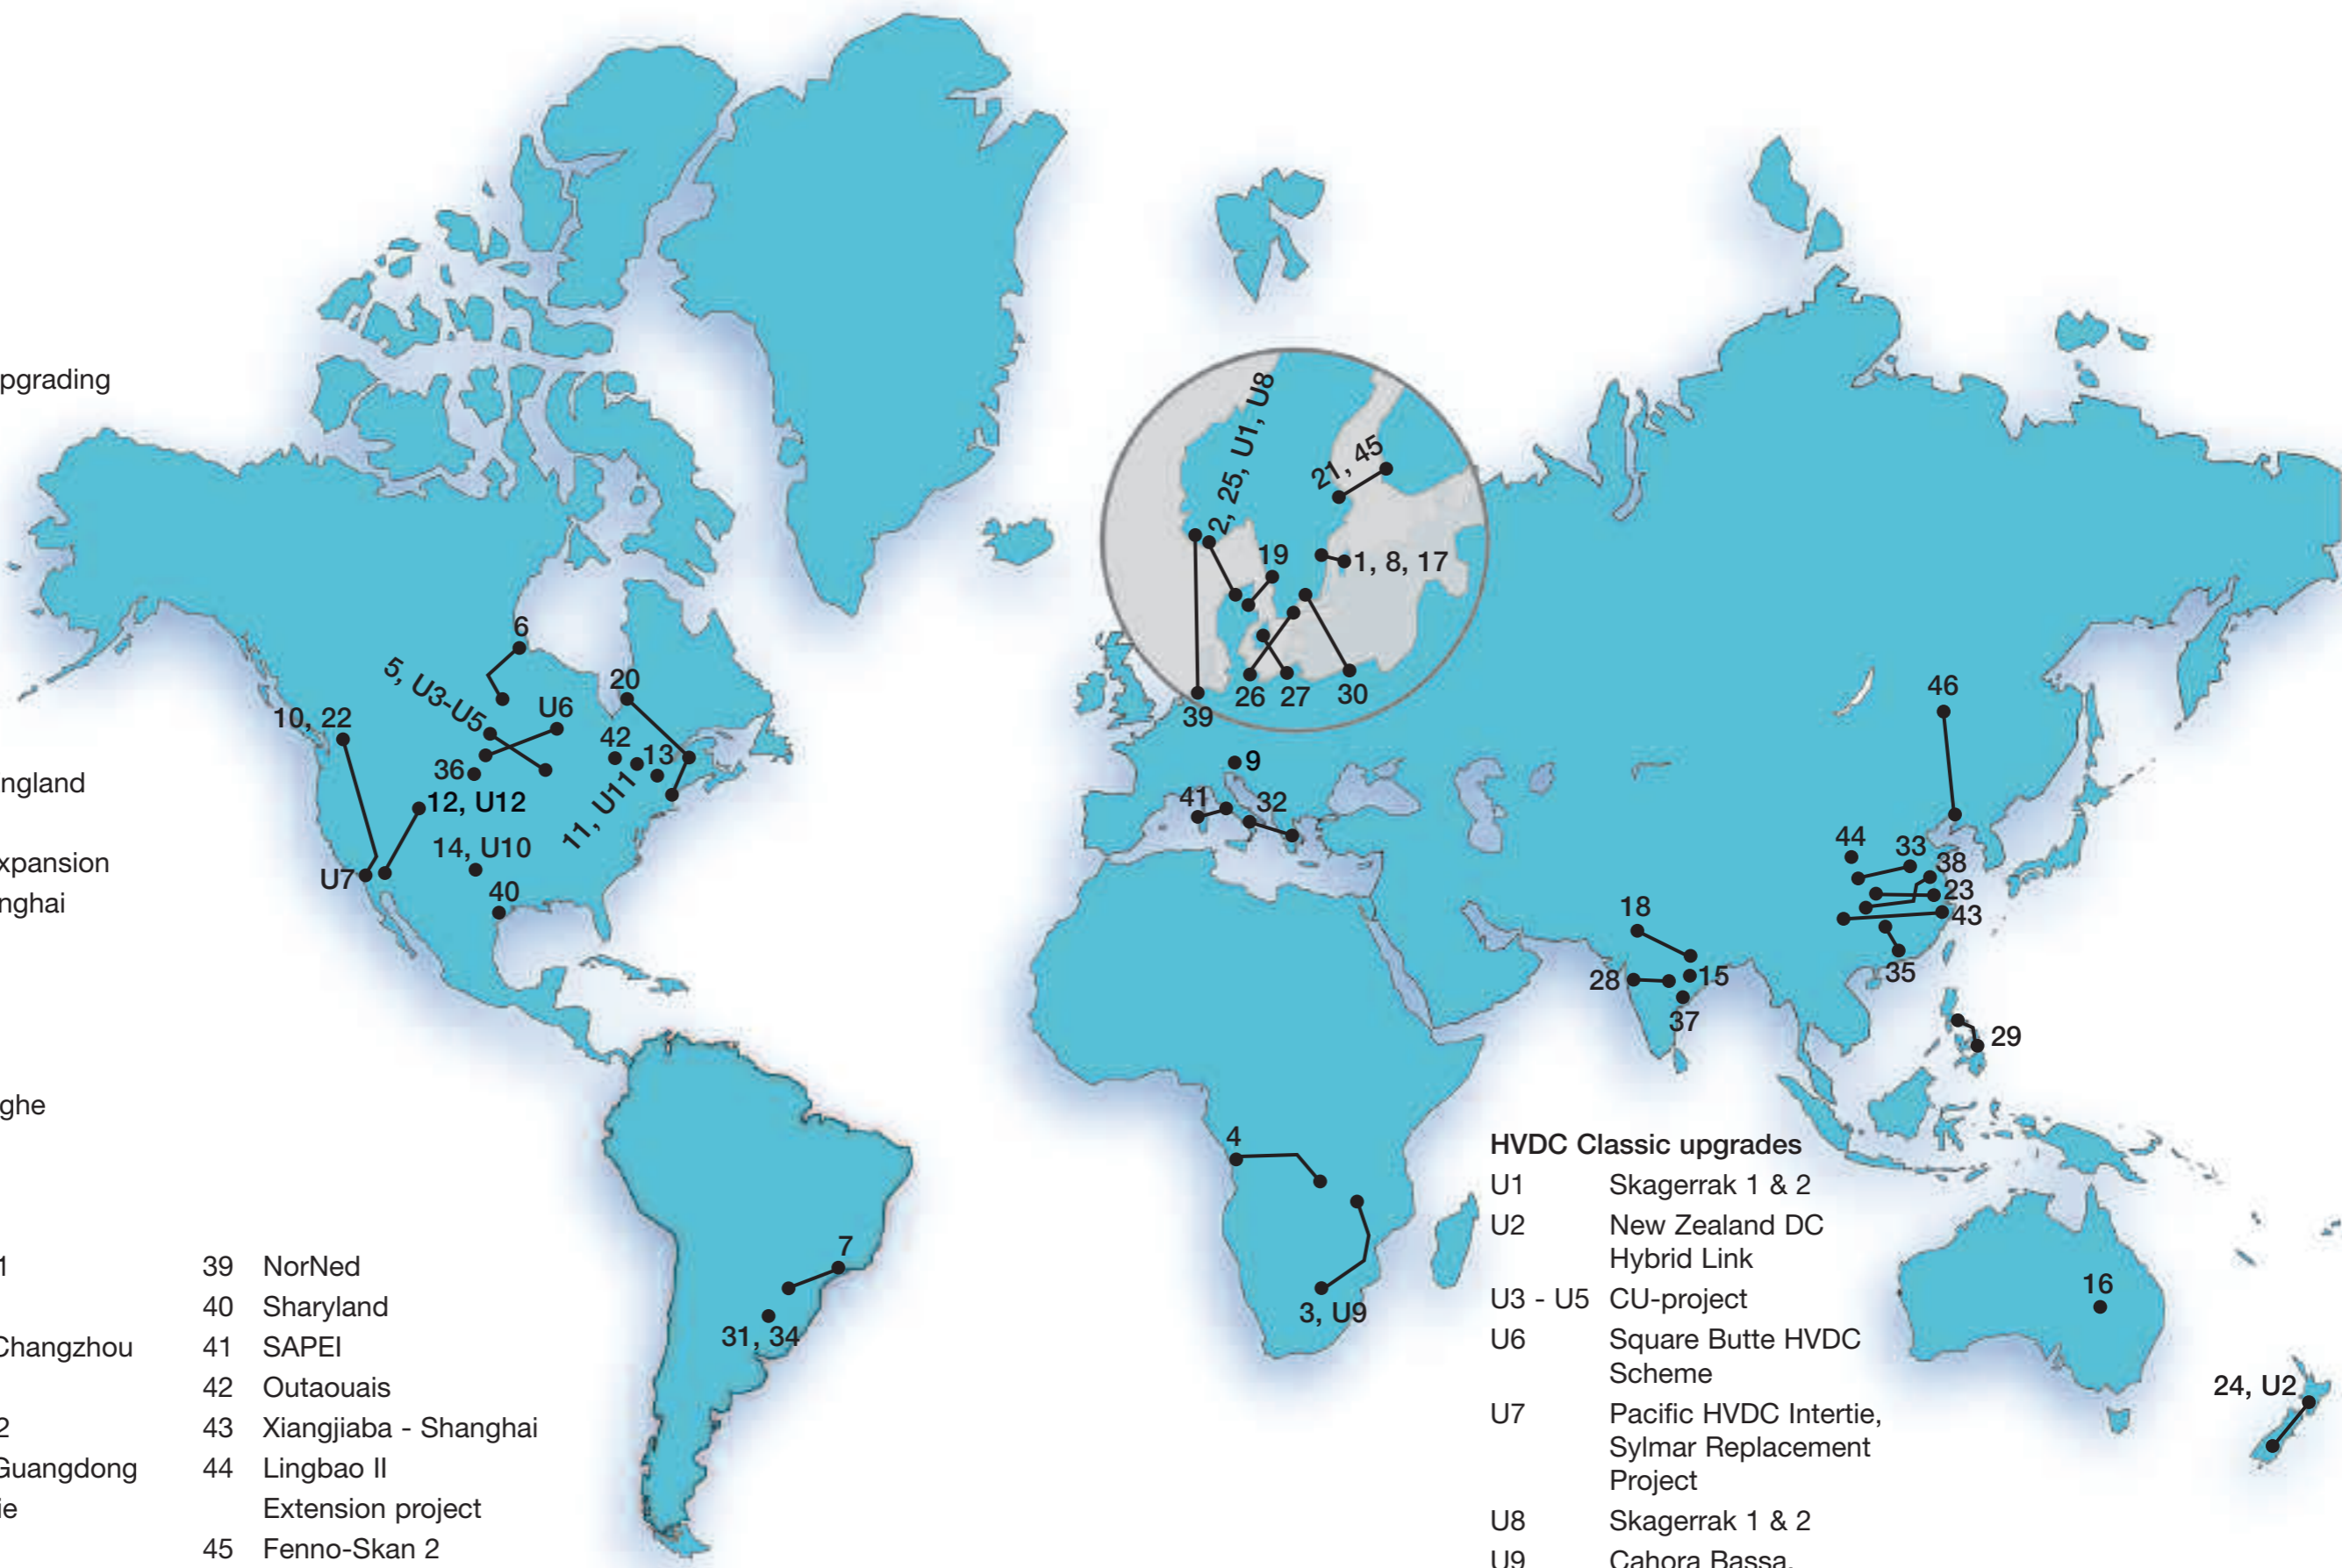 pgrading
ngland
xpansion
nghai
ghe
1
Changzhou
2
Guangdong
ie
39 NorNed
40 Sharyland
41 SAPEI
42 Outaouais
43 Xiangjiaba - Shanghai
44 Lingbao II
Extension project
45 Fenno-Skan 2
6
5, U3-U5
U6
20
10, 22
42
13
36
11, U11
12, U12
14, U10
U7
40
7
31, 34
2, 25, U1, U8
21, 45
19
1, 8, 17
26
27
30
39
9
41
32
4
3, U9
46
44
33
38
23
43
35
18
28
15
37
29
16
24, U2
HVDC Classic upgrades
U1 Skagerrak 1 & 2
U2 New Zealand DC
Hybrid Link
U3 - U5 CU-project
U6 Square Butte HVDC
Scheme
U7 Pacific HVDC Intertie,
Sylmar Replacement
Project
U8 Skagerrak 1 & 2
U9 Cahora Bassa,